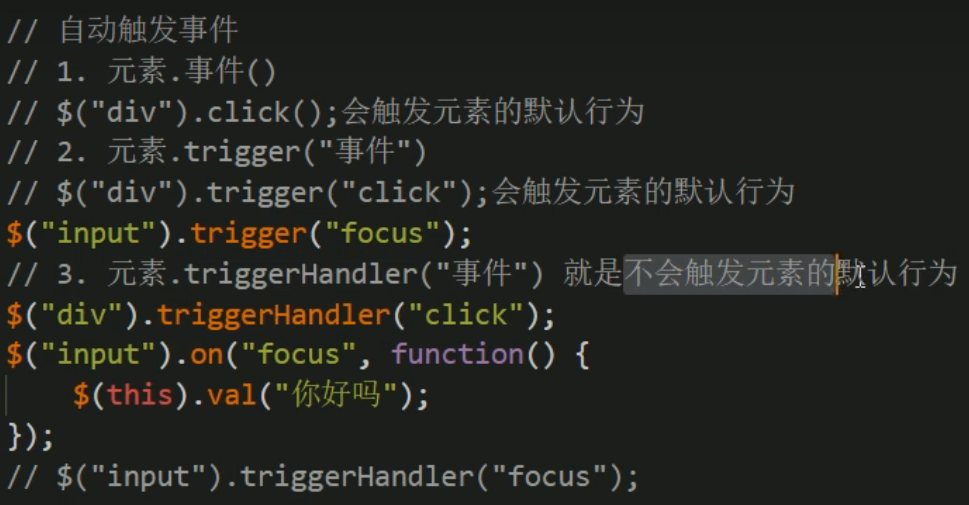 // 自动触发事件
// 1. 元素.事件()
// $("div").click();会触发元素的默认行为
// 2. 元素.trigger("事件")
// $("div").trigger("click");会触发元素的默认行为
$("input").trigger("focus");
// 3. 元素.triggerHandler("事件") 就是不会触发元素的默认行为
$("div").triggerHandler("click");
$("input").on("focus", function() {
    $(this).val("你好吗");
});
// $("input").triggerHandler("focus");